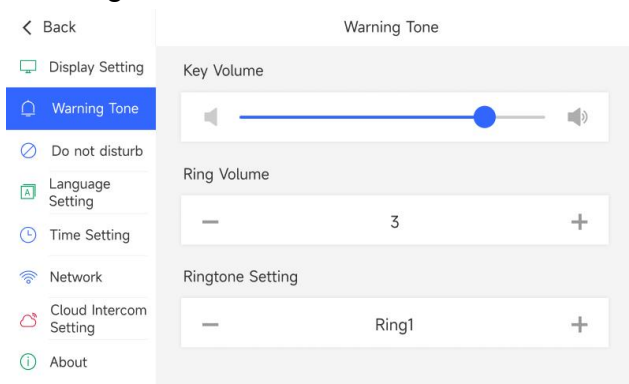 Back
Warning Tone
Display Setting
Warning Tone
Do not disturb
Language
Setting
Time Setting
Network
Cloud Intercom
Setting
About
Key Volume
Ring Volume
3
Ringtone Setting
Ring1